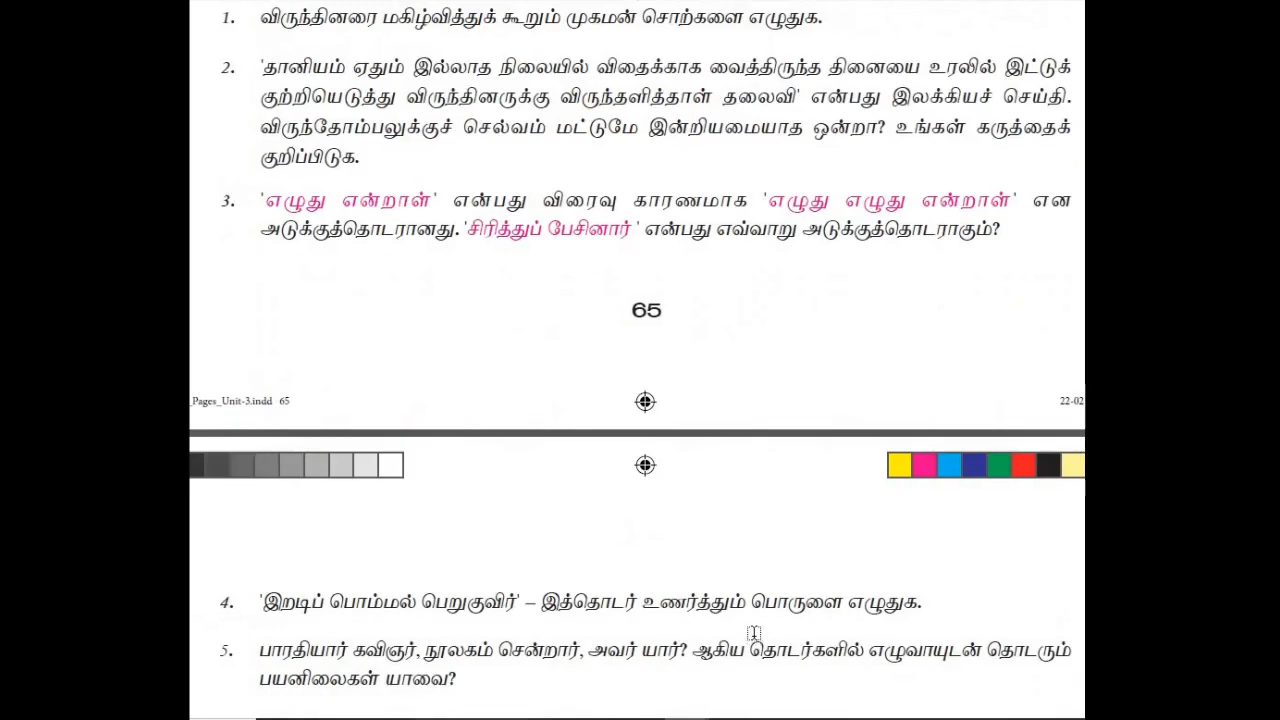 1. விருந்தினரை மகிழ்வித்துக் கூறும் முகமன் சொற்களை எழுதுக.
2. 'தானியம் ஏதும் இல்லாத நிலையில் விதைக்காக வைத்திருந்த தினையை உரலில் இட்டுக்
குற்றியெடுத்து விருந்தினருக்கு விருந்தளித்தாள் தலைவி' என்பது இலக்கியச் செய்தி.
விருந்தோம்பலுக்குச் செல்வம் மட்டுமே இன்றியமையாத ஒன்றா? உங்கள் கருத்தைக்
குறிப்பிடுக.
3. 'எழுது என்றாள்' என்பது விரைவு காரணமாக 'எழுது எழுது என்றாள்' என
அடுக்குத்தொடரானது. 'சிரித்துப் பேசினார் ' என்பது எவ்வாறு அடுக்குத்தொடராகும்?
65
_Pages_Unit-3.indd 65
22-02
4. 'இறடிப் பொம்மல் பெறுகுவிர்' – இத்தொடர் உணர்த்தும் பொருளை எழுதுக.
5. பாரதியார் கவிஞர், நூலகம் சென்றார், அவர் யார்? ஆகிய தொடர்களில் எழுவாயுடன் தொடரும்
பயனிலைகள் யாவை?